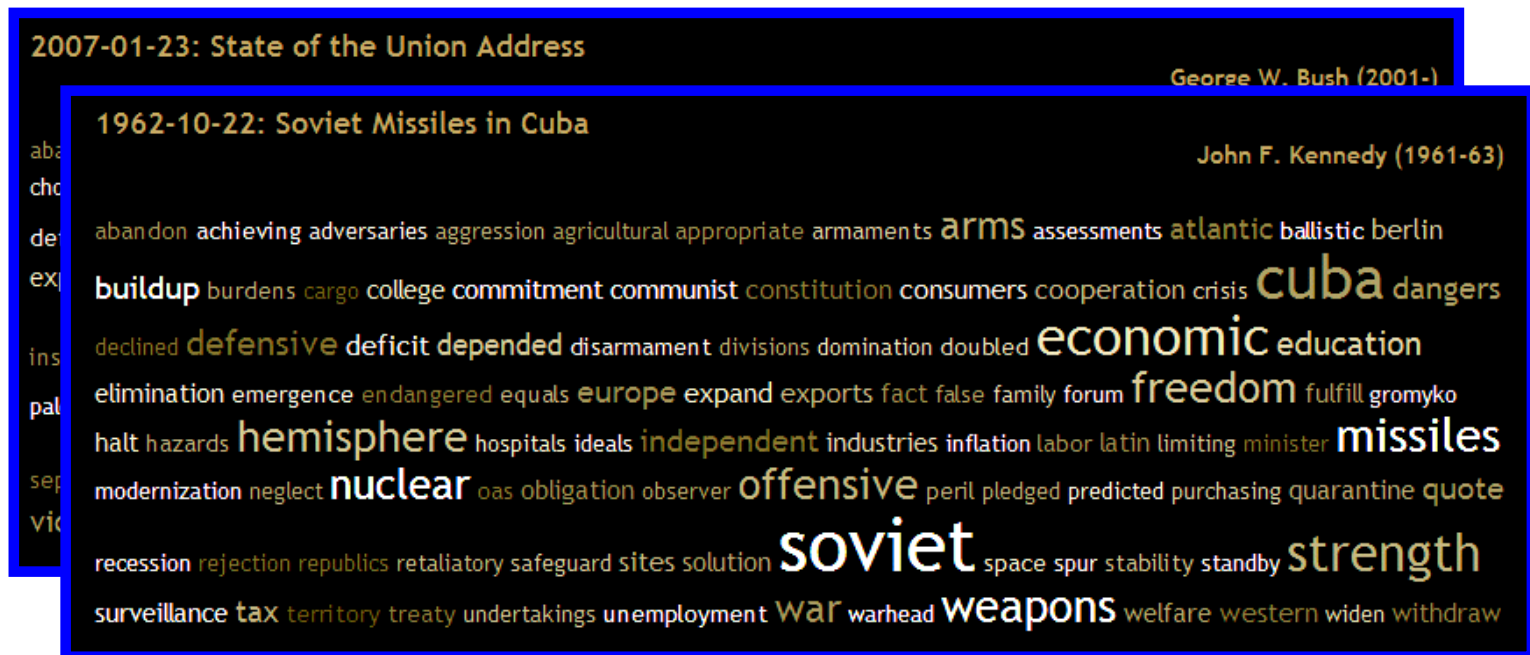 2007-01-23: State of the Union Address
George W. Bush (2001-)
1962-10-22: Soviet Missiles in Cuba
John F. Kennedy (1961-63)
abandon achieving adversaries aggression agricultural appropriate armaments arms assessments atlantic ballistic berlin
buildup burdens cargo college commitment communist constitution consumers cooperation crisis cuba dangers
declined defensive deficit depended disarmament divisions domination doubled economic education
elimination emergence endangered equals europe expand exports fact false family forum freedom fulfill gromyko
halt hazards hemisphere hospitals ideals independent industries inflation labor latin limiting minister missiles
modernization neglect nuclear oas obligation observer offensive peril pledged predicted purchasing quarantine quote
recession rejection republics retaliatory safeguard sites solution soviet space spur stability standby strength
surveillance tax territory treaty undertakings unemployment war warhead weapons welfare western widen withdraw